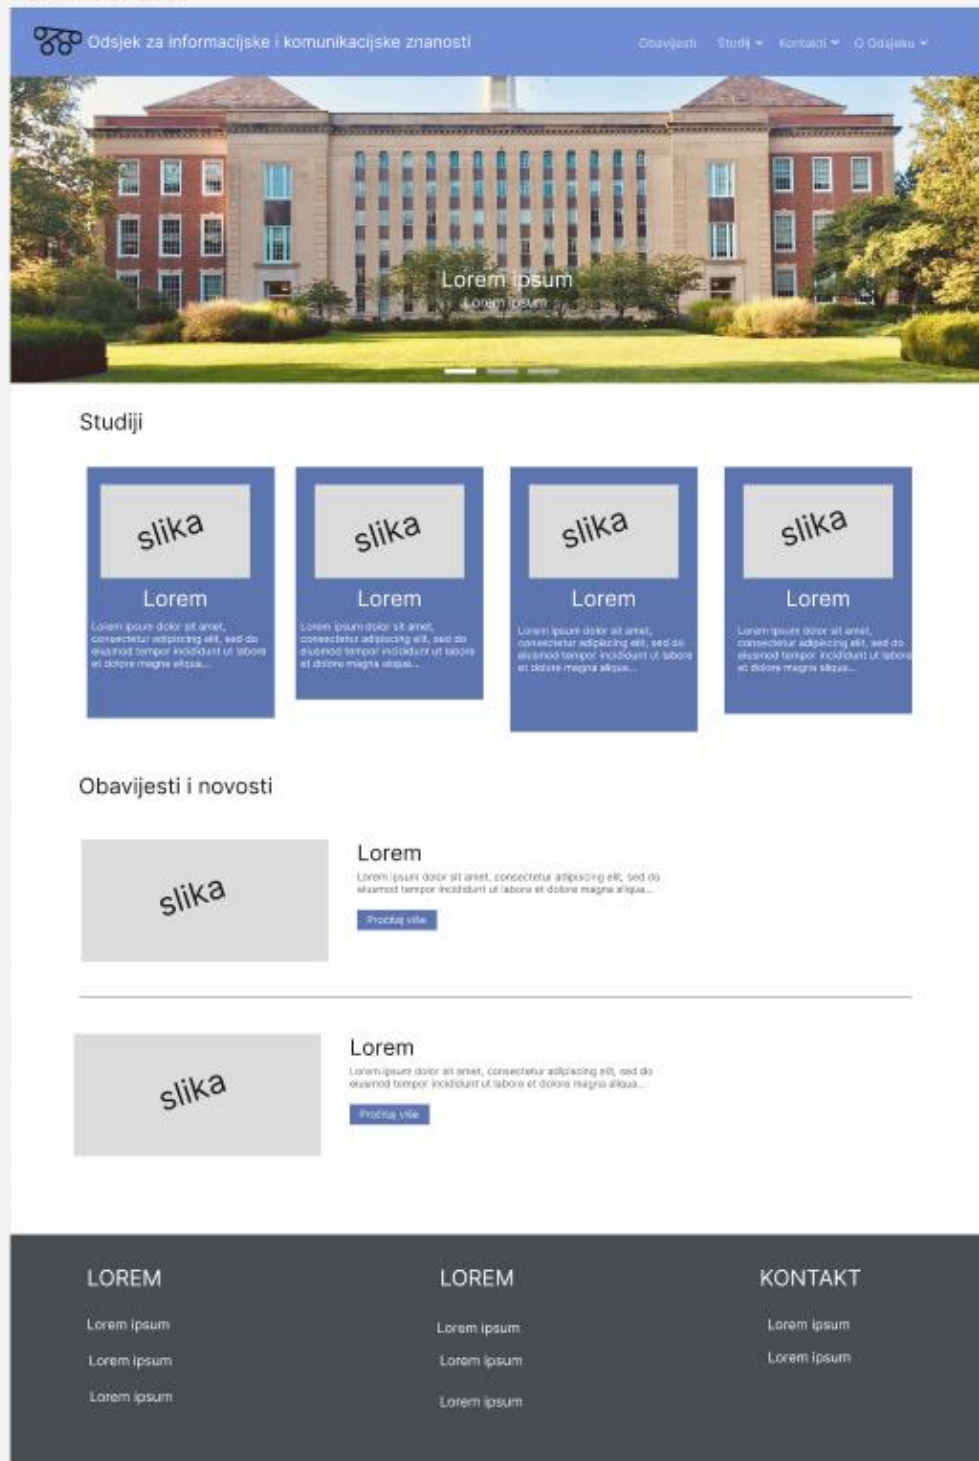 Odsjek za informacijske i komunikacijske znanosti
Obavijesti Studij Kontakti O Odsjeku
Lorem ipsum
Lorem ipsum
Studiji
slika slika slika slika
Lorem Lorem Lorem Lorem
Lorem ipsum dolor sit amet,
consectetur adipiscing elit, sed do
eiusmod tempor incididunt ut labore
et dolore magna aliqua...
Lorem ipsum dolor sit amet,
consectetur adipiscing elit, sed do
eiusmod tempor incididunt ut labore
et dolore magna aliqua...
Lorem ipsum dolor sit amet,
consectetur adipiscing elit, sed do
eiusmod tempor incididunt ut labore
et dolore magna aliqua...
Lorem ipsum dolor sit amet,
consectetur adipiscing elit, sed do
eiusmod tempor incididunt ut labore
et dolore magna aliqua...
Obavijesti i novosti
slika
Lorem
Lorem ipsum dolor sit amet, consectetur adipiscing elit, sed do
eiusmod tempor incididunt ut labore et dolore magna aliqua...
Pročitaj više
slika
Lorem
Lorem ipsum dolor sit amet, consectetur adipiscing elit, sed do
eiusmod tempor incididunt ut labore et dolore magna aliqua...
Pročitaj više
LOREM LOREM KONTAKT
Lorem ipsum Lorem ipsum Lorem ipsum
Lorem ipsum Lorem ipsum Lorem ipsum
Lorem ipsum Lorem ipsum